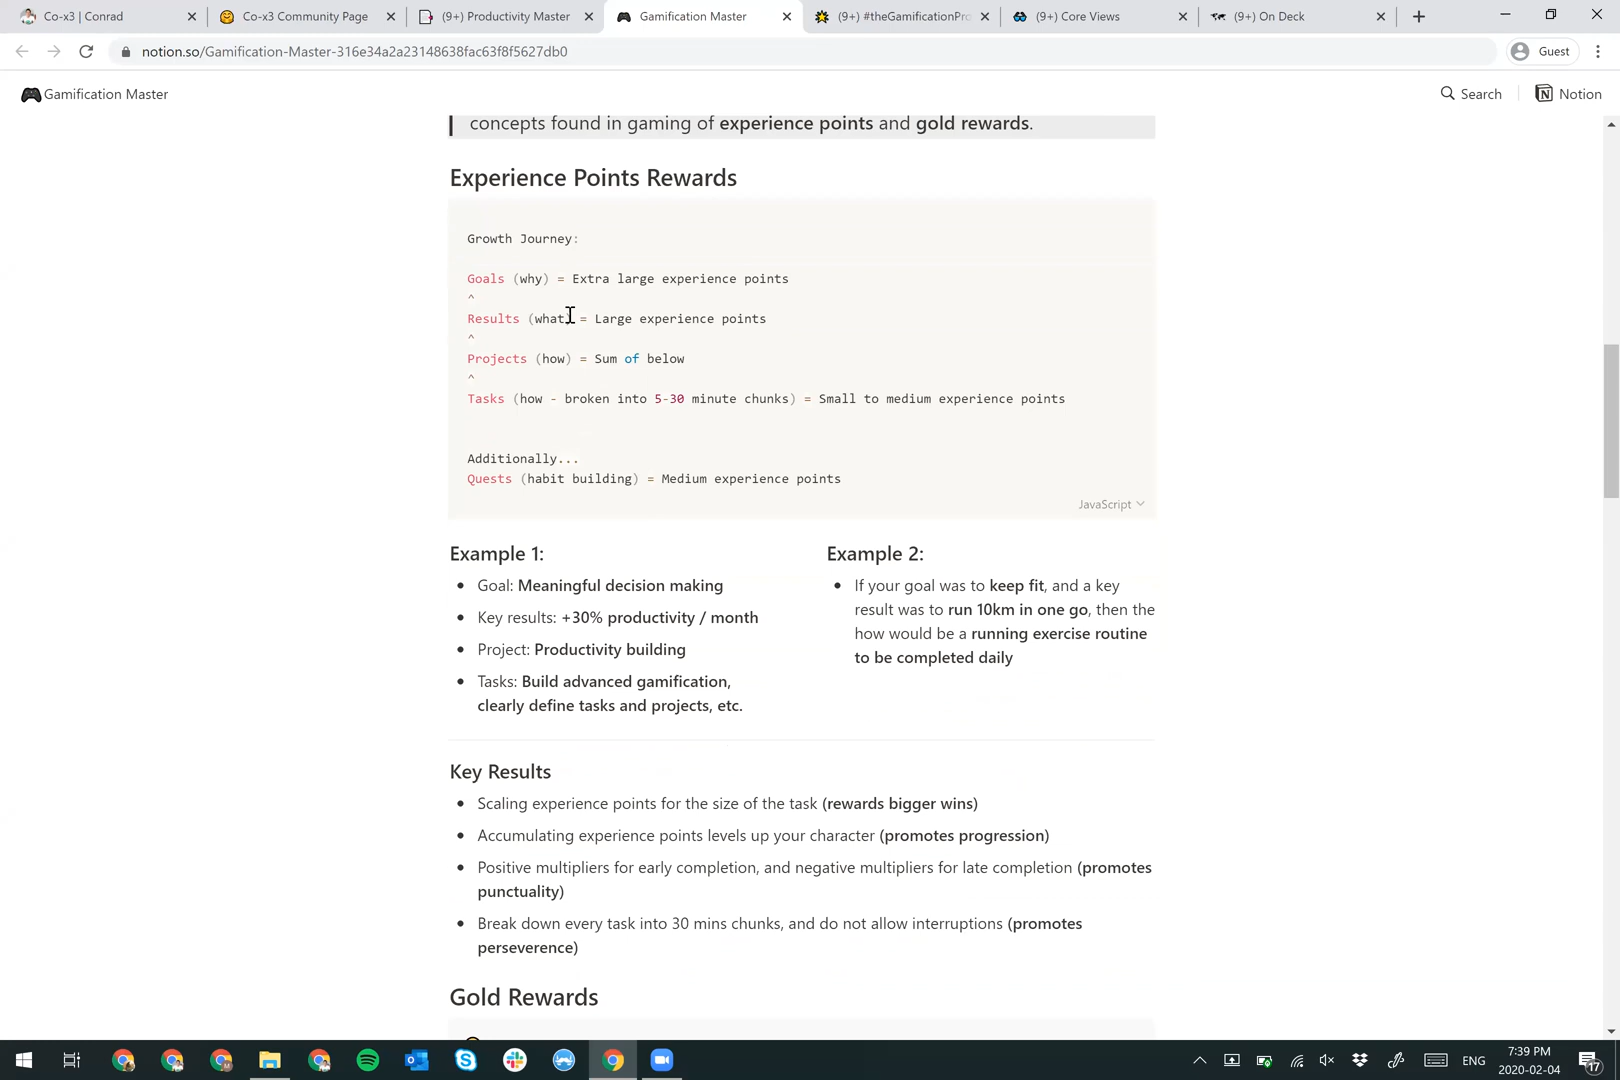 Co-x3 | Conrad
Co-x3 Community Page
(9+) Productivity Master
Gamification Master
(9+) #theGamificationPro
(9+) Core Views
(9+) On Deck
notion.so/Gamification-Master-316e34a2a23148638fac63f8f5627db0
Guest
Gamification Master
Search
Notion
concepts found in gaming of experience points and gold rewards.
Experience Points Rewards
Growth Journey:
Goals (why) = Extra large experience points
^
Results (what) = Large experience points
^
Projects (how) = Sum of below
^
Tasks (how - broken into 5-30 minute chunks) = Small to medium experience points
Additionally...
Quests (habit building) = Medium experience points
JavaScript
Example 1:
• Goal: Meaningful decision making
• Key results: +30% productivity / month
• Project: Productivity building
• Tasks: Build advanced gamification,
clearly define tasks and projects, etc.
Example 2:
• If your goal was to keep fit, and a key
result was to run 10km in one go, then the
how would be a running exercise routine
to be completed daily
Key Results
• Scaling experience points for the size of the task (rewards bigger wins)
• Accumulating experience points levels up your character (promotes progression)
• Positive multipliers for early completion, and negative multipliers for late completion (promotes
punctuality)
• Break down every task into 30 mins chunks, and do not allow interruptions (promotes
perseverence)
Gold Rewards
ENG
7:39 PM
2020-02-04
17